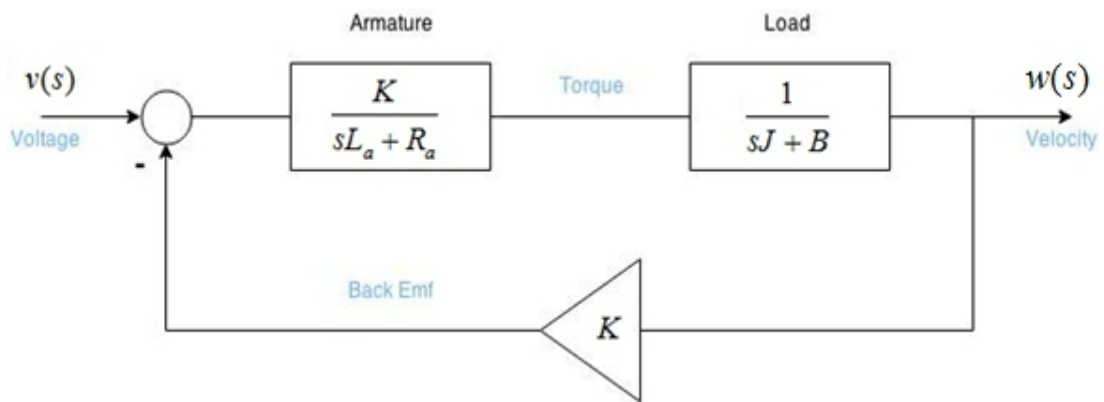 Armature
Load
v(s)
K
sL_a + R_a
Torque
1
sJ + B
w(s)
Voltage
Velocity
-
Back Emf
K